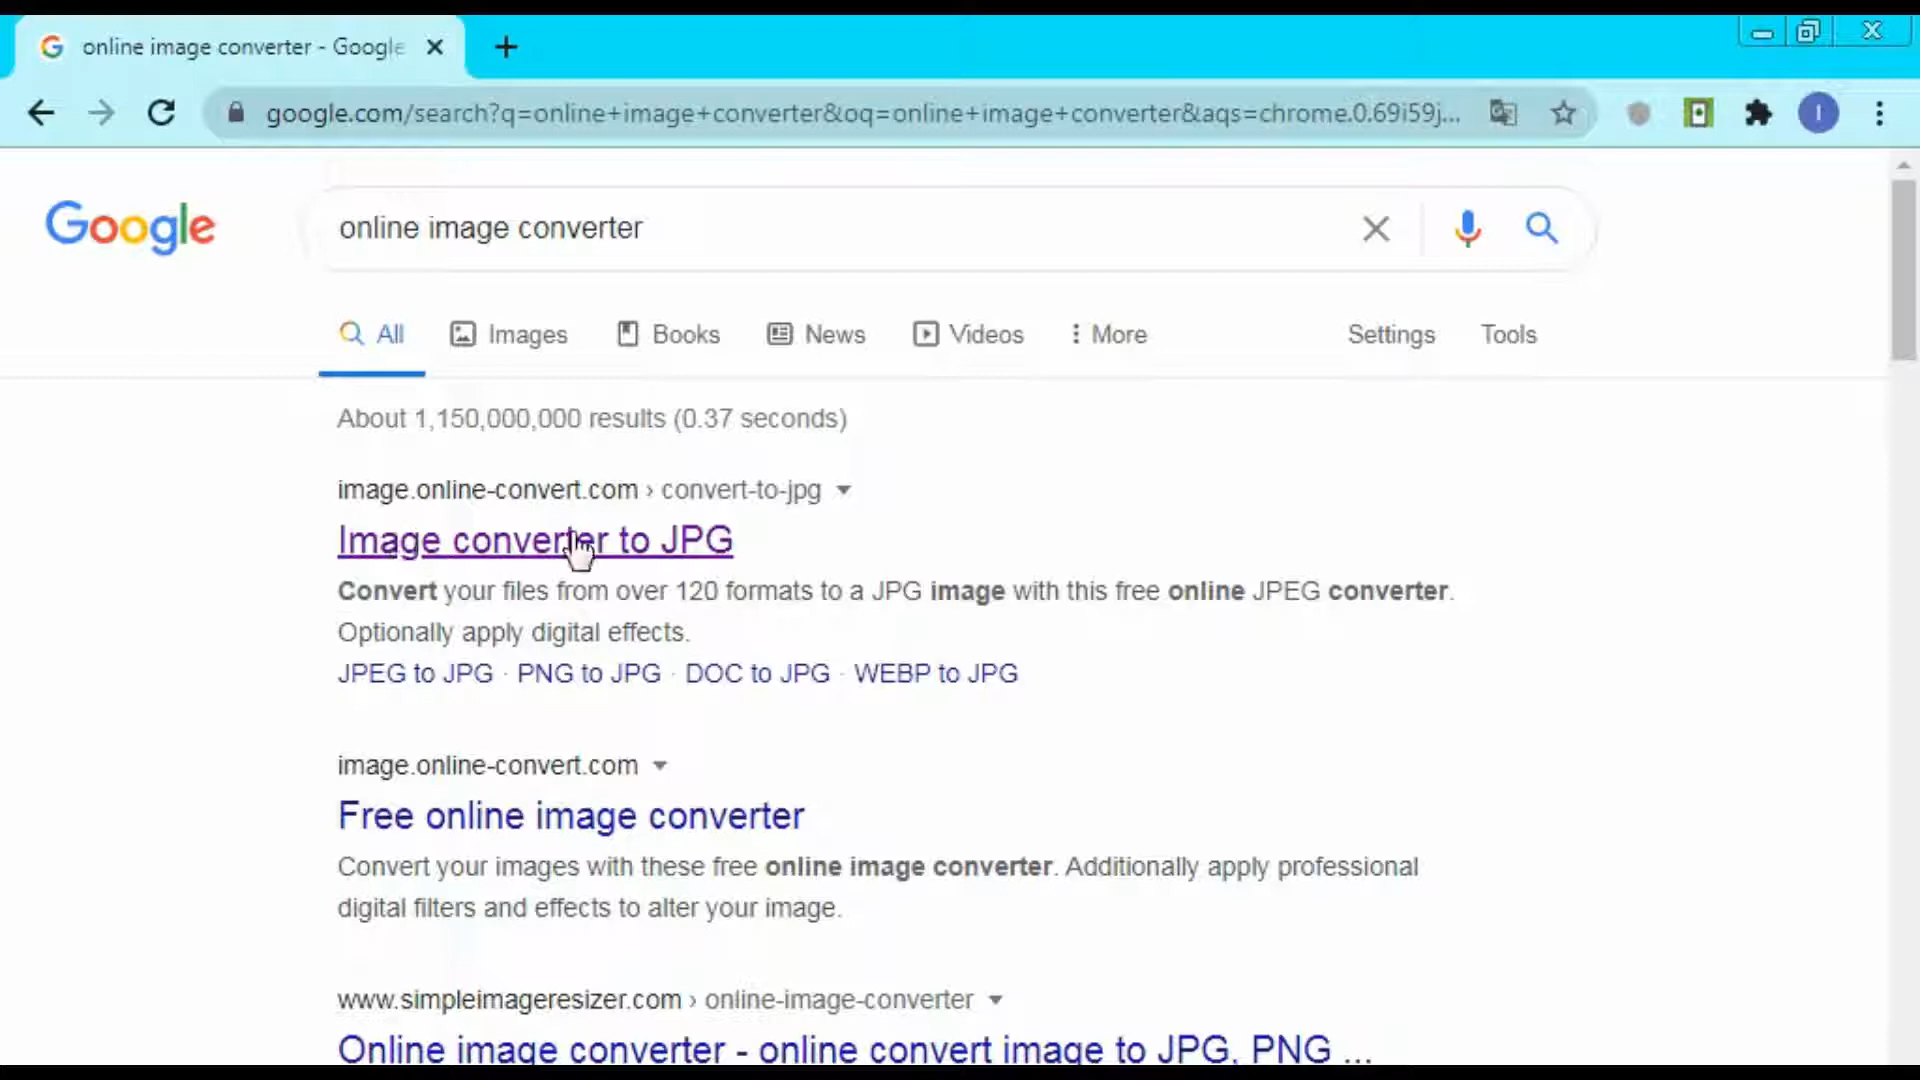 online image converter - Google
google.com/search?q=online+image+converter&oq=online+image+converter&aqs=chrome.0.69i59j...
I
Google
online image converter
All Images Books News Videos More Settings Tools
About 1,150,000,000 results (0.37 seconds)
image.online-convert.com › convert-to-jpg
Image converter to JPG
Convert your files from over 120 formats to a JPG image with this free online JPEG converter.
Optionally apply digital effects.
JPEG to JPG · PNG to JPG · DOC to JPG · WEBP to JPG
image.online-convert.com
Free online image converter
Convert your images with these free online image converter. Additionally apply professional
digital filters and effects to alter your image.
www.simpleimageresizer.com › online-image-converter
Online image converter - online convert image to JPG, PNG ...